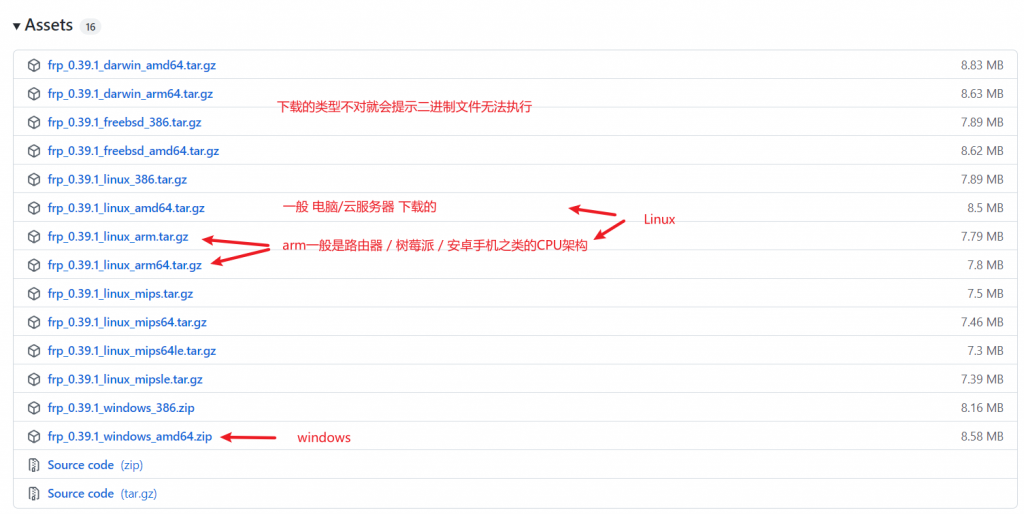 Assets 16
frp_0.39.1_darwin_amd64.tar.gz 8.83 MB
frp_0.39.1_darwin_arm64.tar.gz 8.63 MB
下载的类型不对就会提示二进制文件无法执行
frp_0.39.1_freebsd_386.tar.gz 7.89 MB
frp_0.39.1_freebsd_amd64.tar.gz 8.62 MB
frp_0.39.1_linux_386.tar.gz 7.89 MB
frp_0.39.1_linux_amd64.tar.gz 一般 电脑/云服务器 下载的 8.5 MB
Linux
frp_0.39.1_linux_arm.tar.gz 7.79 MB
arm一般是路由器 / 树莓派 / 安卓手机之类的CPU架构
frp_0.39.1_linux_arm64.tar.gz 7.8 MB
frp_0.39.1_linux_mips.tar.gz 7.5 MB
frp_0.39.1_linux_mips64.tar.gz 7.46 MB
frp_0.39.1_linux_mips64le.tar.gz 7.3 MB
frp_0.39.1_linux_mipsle.tar.gz 7.39 MB
frp_0.39.1_windows_386.zip 8.16 MB
frp_0.39.1_windows_amd64.zip windows 8.58 MB
Source code (zip)
Source code (tar.gz)